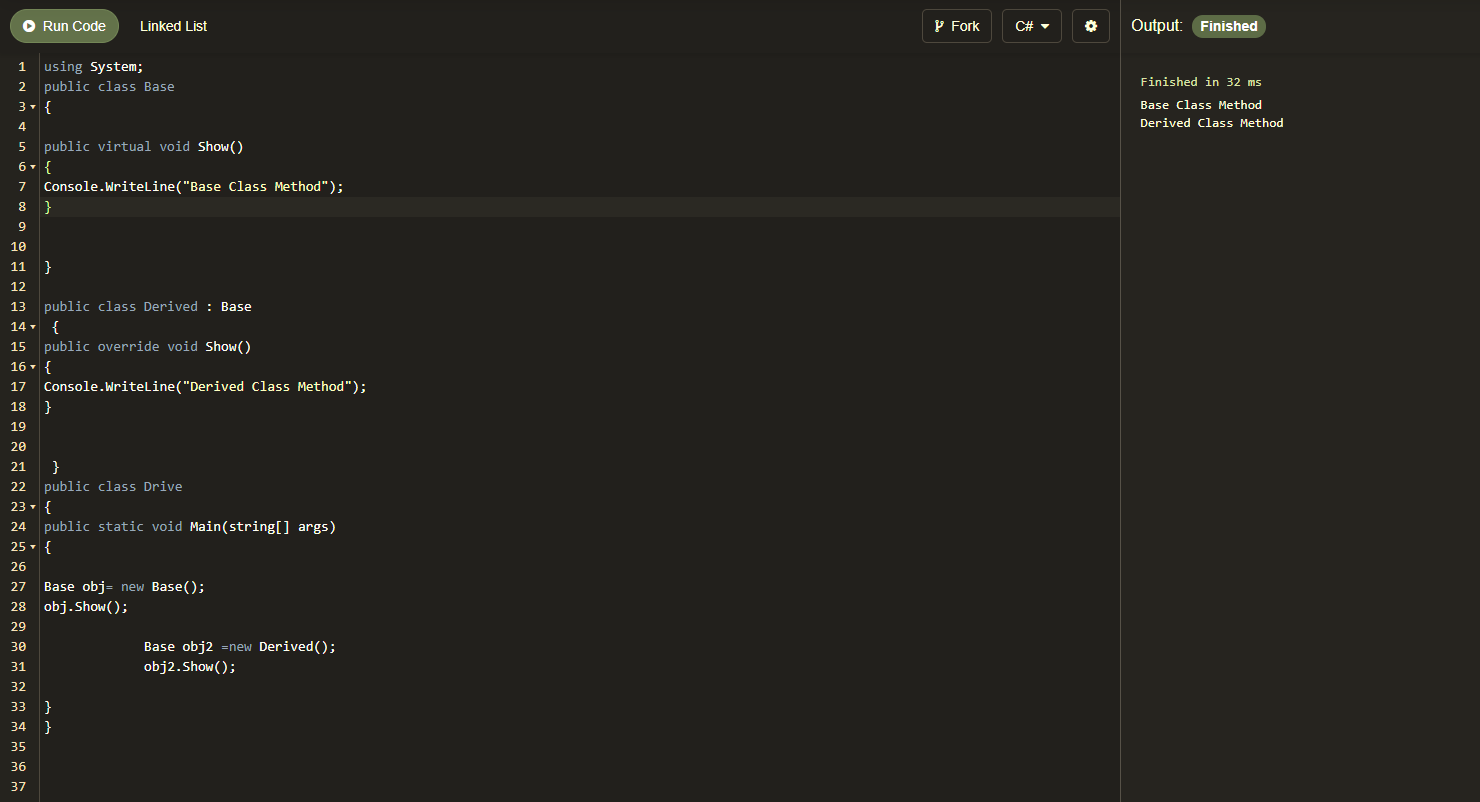 Run Code Linked List Fork C# Output: Finished
1 using System;
2 public class Base
3 {
4
5 public virtual void Show()
6 {
7 Console.WriteLine("Base Class Method");
8 }
9
10
11 }
12
13 public class Derived : Base
14 {
15 public override void Show()
16 {
17 Console.WriteLine("Derived Class Method");
18 }
19
20
21 }
22 public class Drive
23 {
24 public static void Main(string[] args)
25 {
26
27 Base obj= new Base();
28 obj.Show();
29
30 Base obj2 =new Derived();
31 obj2.Show();
32
33 }
34 }
35
36
37
Finished in 32 ms
Base Class Method
Derived Class Method